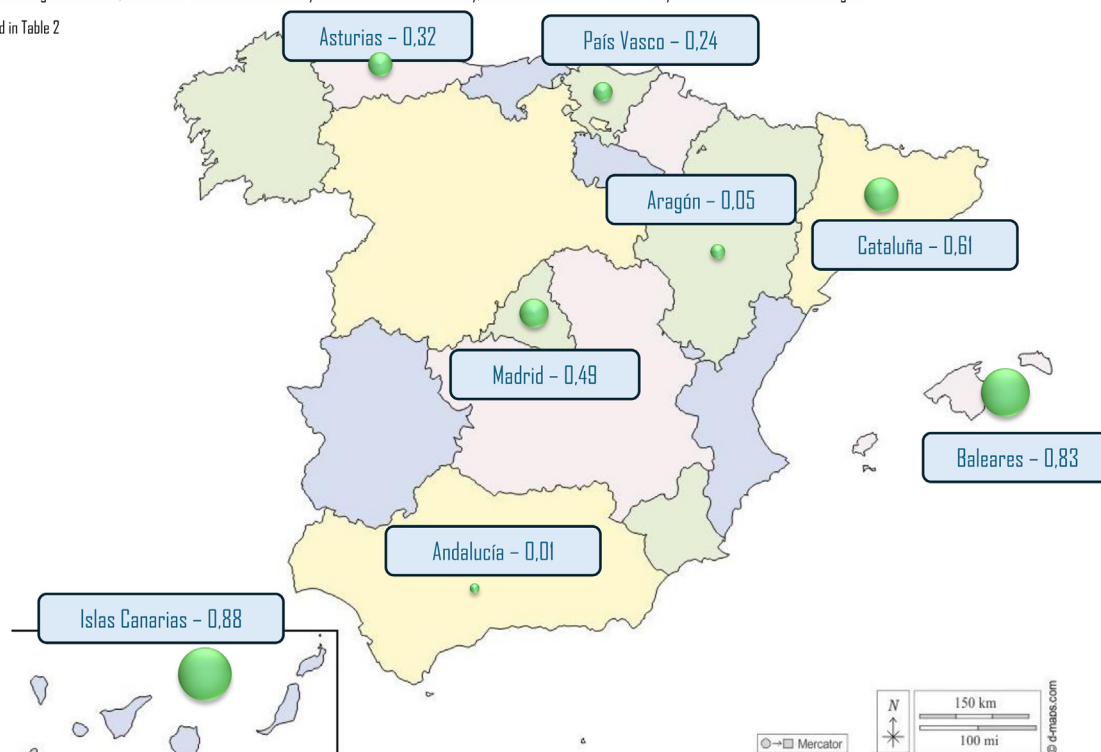 d in Table 2
Asturias – 0,32
País Vasco – 0,24
Aragón – 0,05
Cataluña – 0,61
Madrid – 0,49
Baleares – 0,83
Andalucía – 0,01
Islas Canarias – 0,88
N
150 km
100 mi
Mercator
© d-maps.com